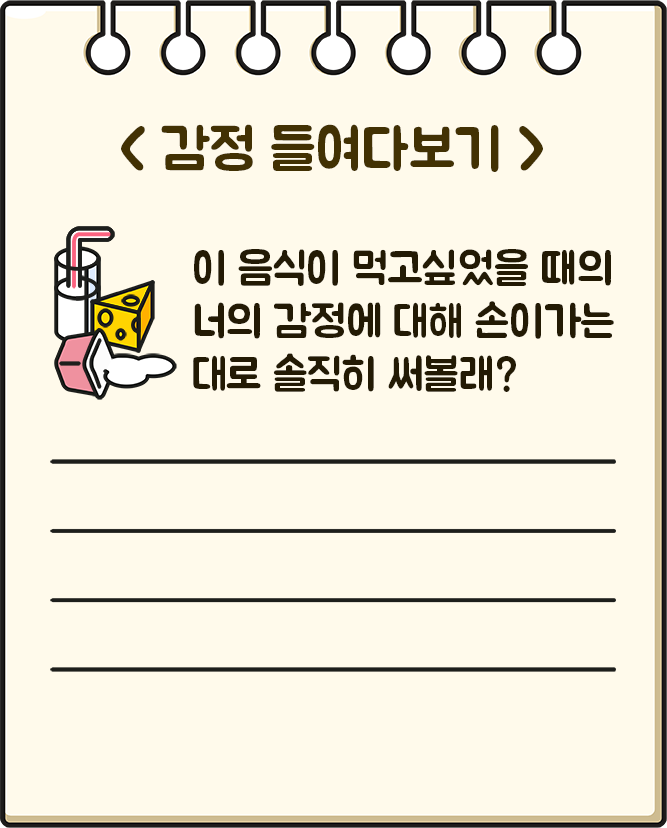 < 감정 들여다보기 >
이 음식이 먹고싶었을 때의
너의 감정에 대해 손이가는
대로 솔직히 써볼래?